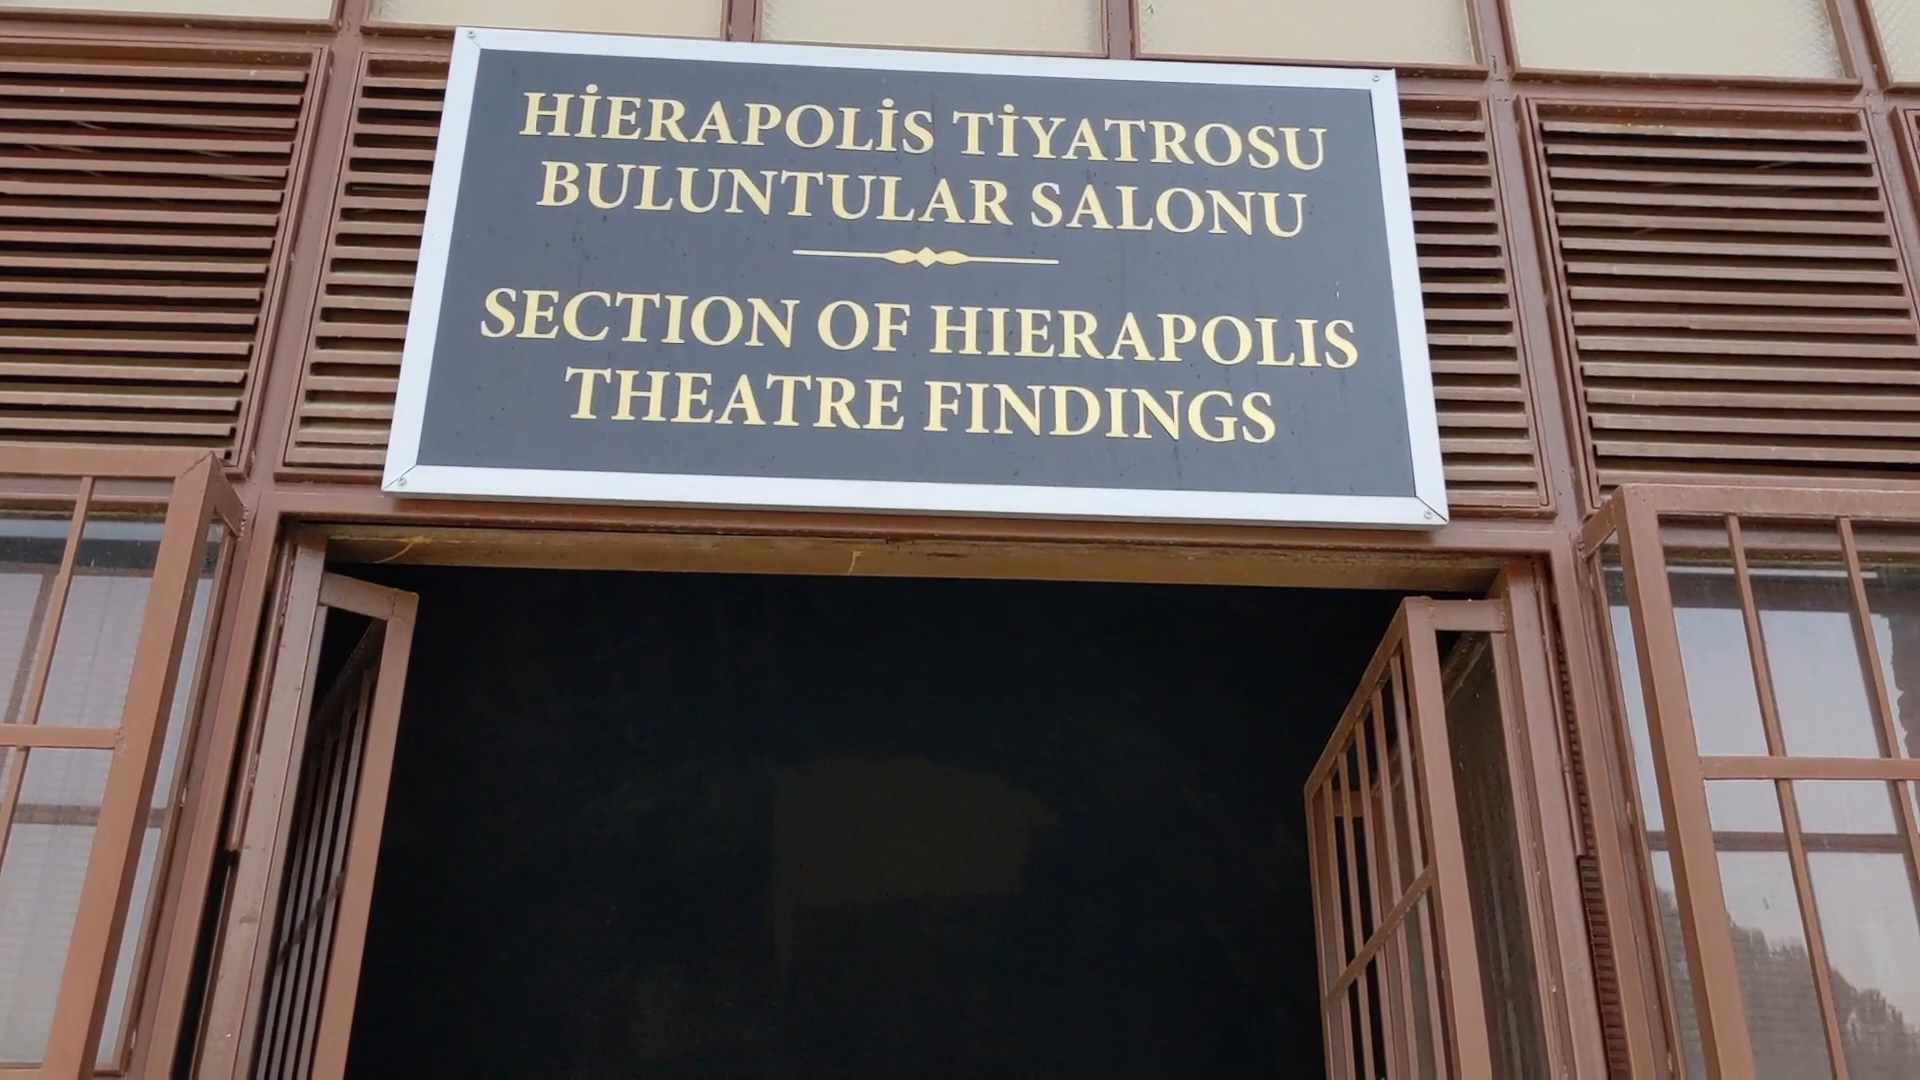 HİERAPOLİS TİYATROSU
BULUNTULAR SALONU
SECTION OF HIERAPOLIS
THEATRE FINDINGS